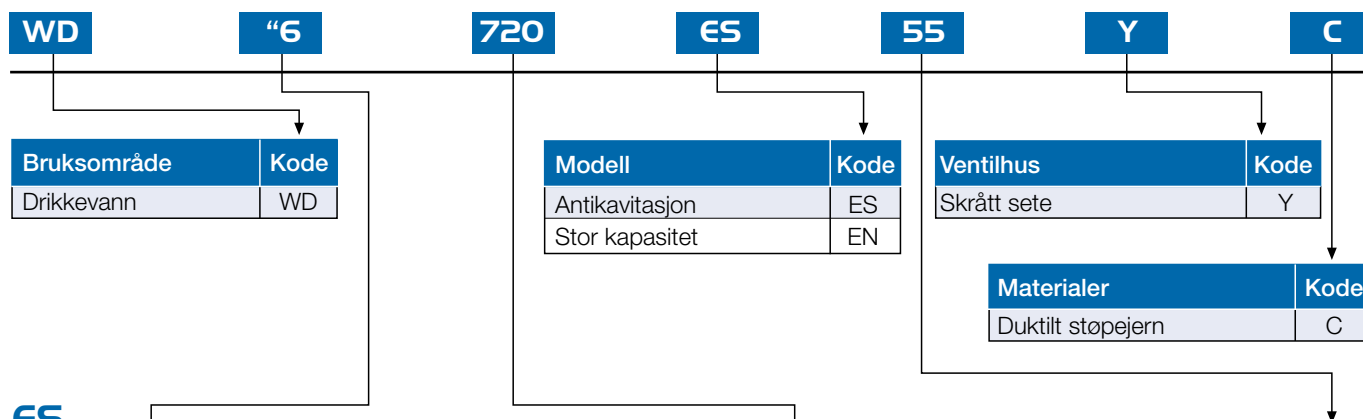 WD “6 720 ES 55 Y C
Bruksområde Kode
Drikkevann WD
Modell Kode
Antikavitasjon ES
Stor kapasitet EN
Ventilhus Kode
Skrått sete Y
Materialer Kode
Duktilt støpejern C
ES